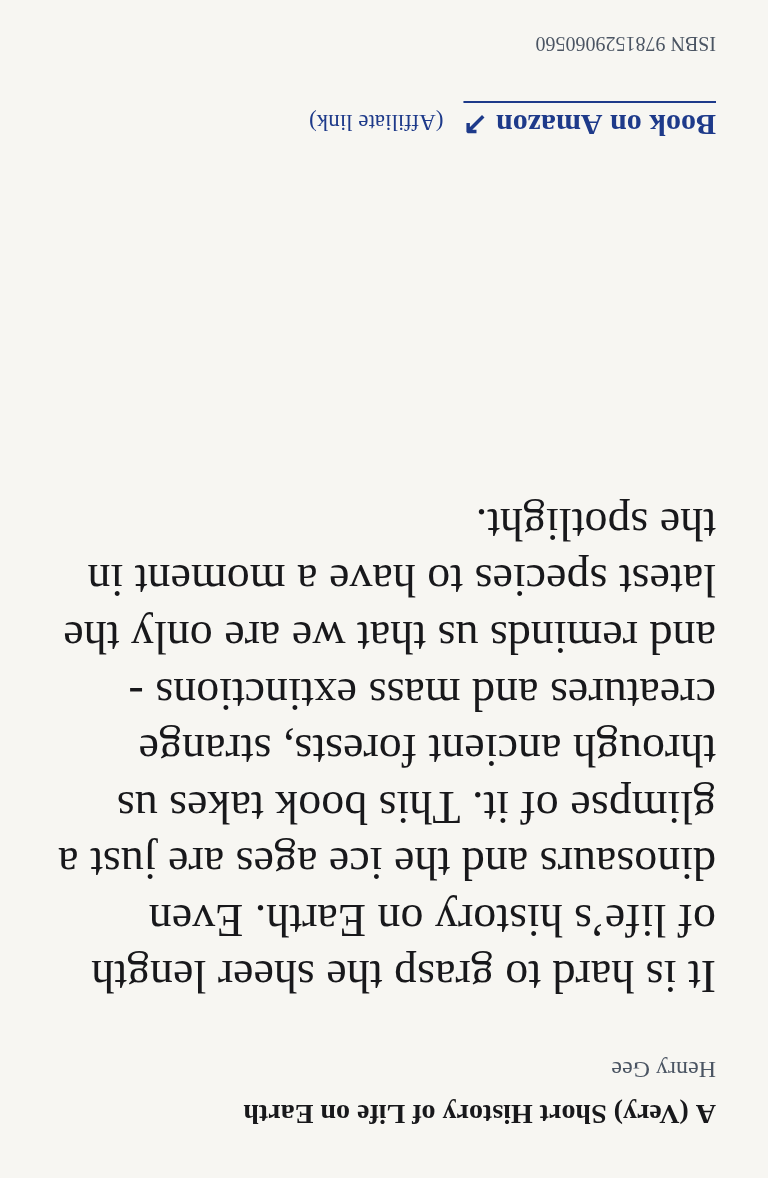 A (Very) Short History of Life on Earth
Henry Gee
It is hard to grasp the sheer length
of life’s history on Earth. Even
dinosaurs and the ice ages are just a
glimpse of it. This book takes us
through ancient forests, strange
creatures and mass extinctions -
and reminds us that we are only the
latest species to have a moment in
the spotlight.
Book on Amazon ↗ (Affiliate link)
ISBN 9781529060560